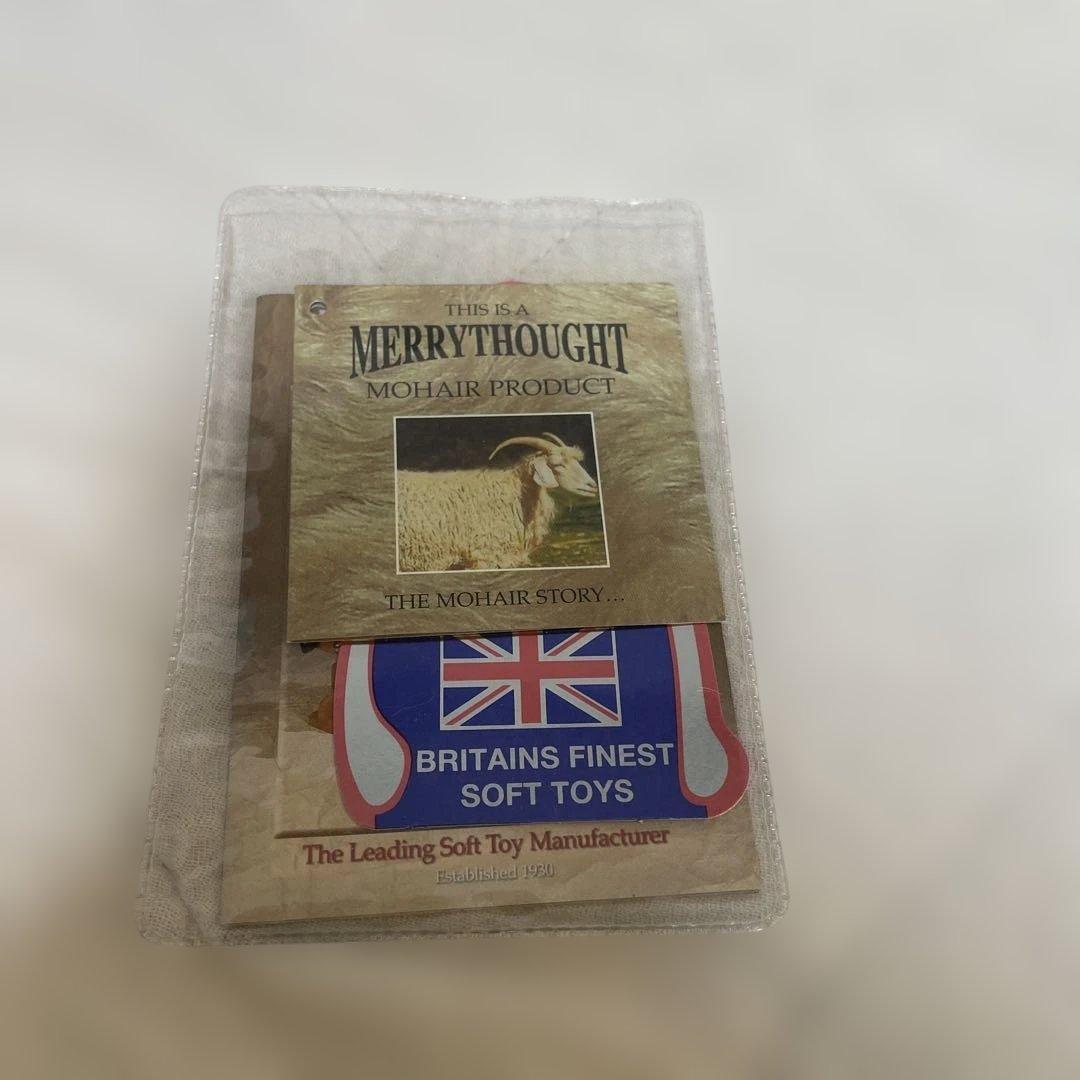 THIS IS A
MERRYTHOUGHT
MOHAIR PRODUCT
THE MOHAIR STORY...
BRITAINS FINEST
SOFT TOYS
The Leading Soft Toy Manufacturer
Established 1930